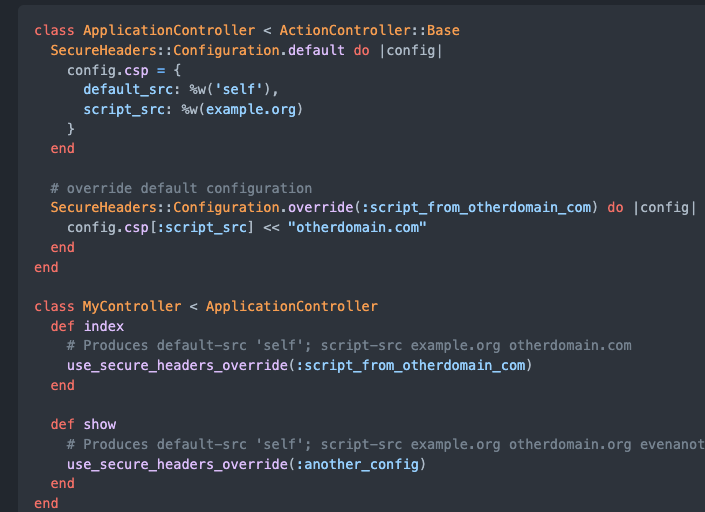 class ApplicationController < ActionController::Base
  SecureHeaders::Configuration.default do |config|
    config.csp = {
      default_src: %w('self'),
      script_src: %w(example.org)
    }
  end

  # override default configuration
  SecureHeaders::Configuration.override(:script_from_otherdomain_com) do |config|
    config.csp[:script_src] << "otherdomain.com"
  end
end

class MyController < ApplicationController
  def index
    # Produces default-src 'self'; script-src example.org otherdomain.com
    use_secure_headers_override(:script_from_otherdomain_com)
  end

  def show
    # Produces default-src 'self'; script-src example.org otherdomain.org evenanot
    use_secure_headers_override(:another_config)
  end
end